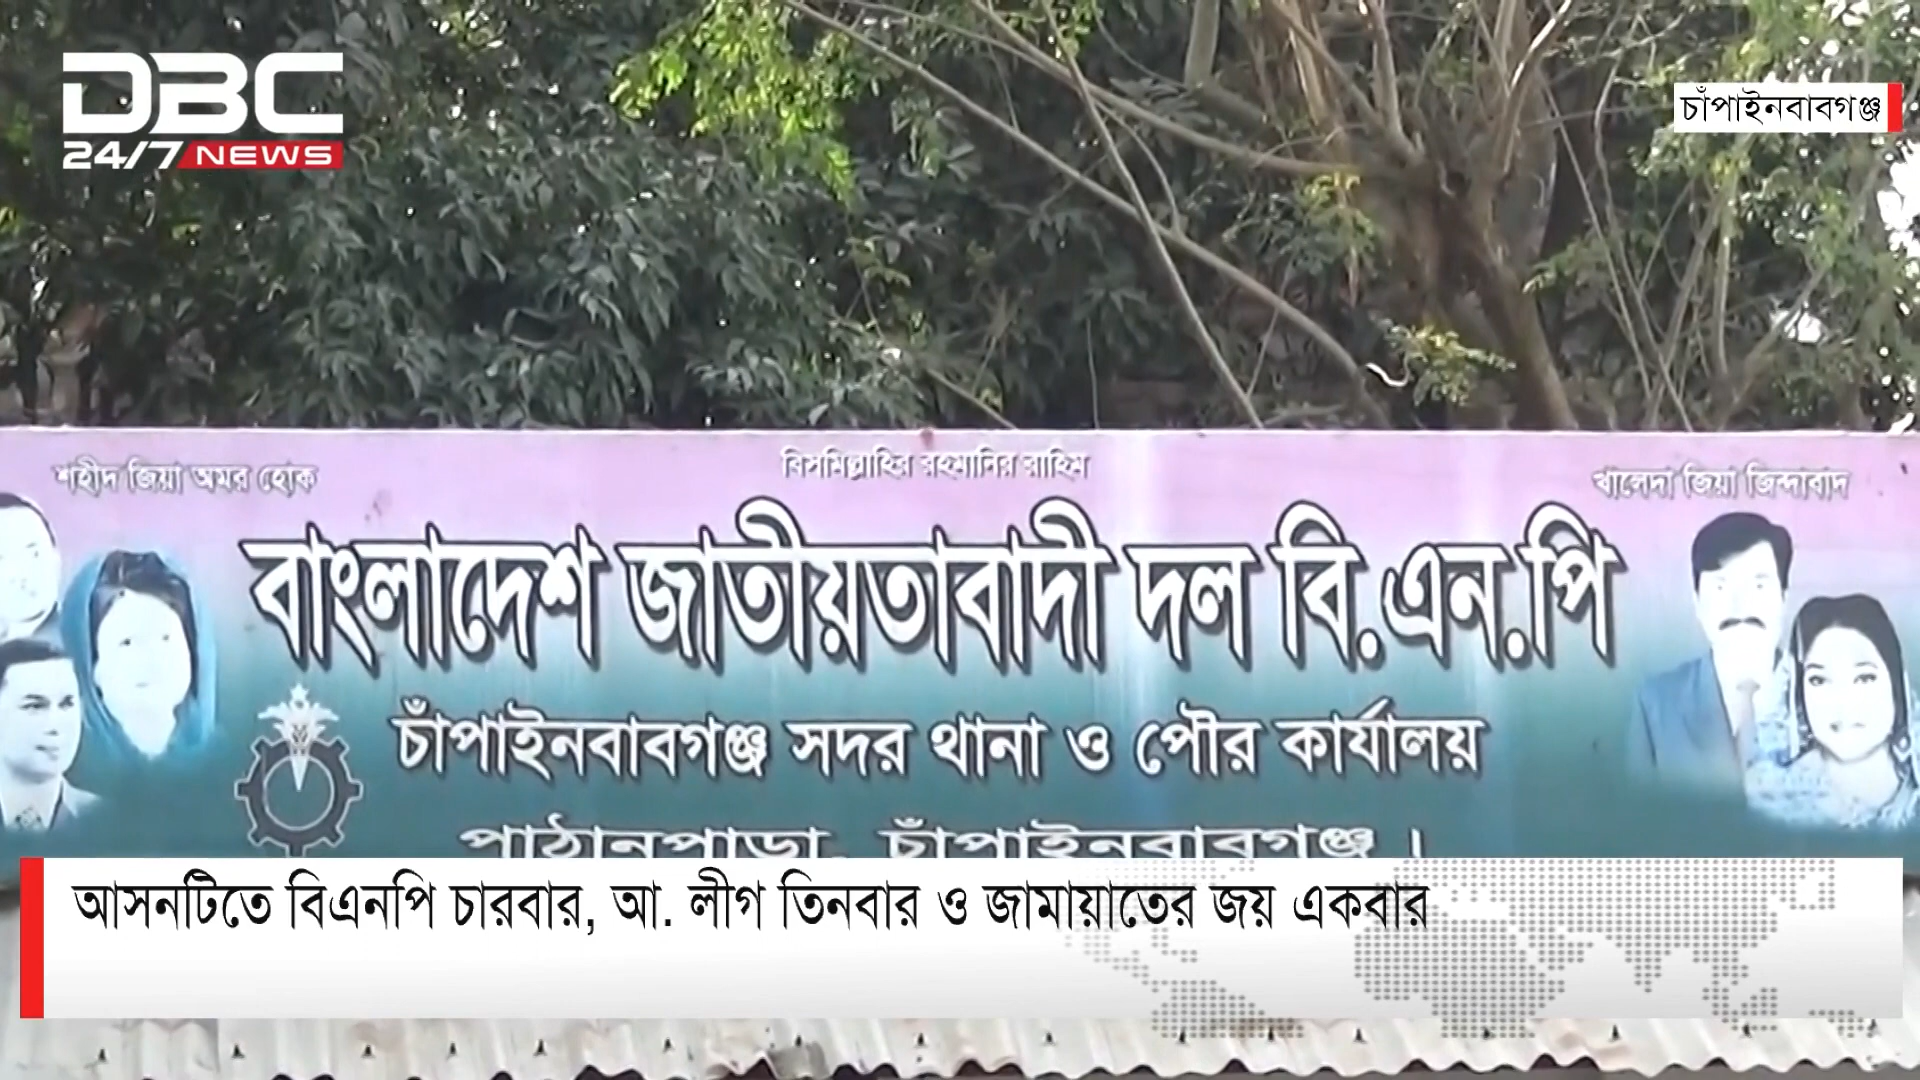 DBC
24/7 NEWS
চাঁপাইনবাবগঞ্জ
শহীদ জিয়া অমর হোক
বিসমিল্লাহির রহমানির রাহিম
খালেদা জিয়া জিন্দাবাদ
বাংলাদেশ জাতীয়তাবাদী দল বি.এন.পি
চাঁপাইনবাবগঞ্জ সদর থানা ও পৌর কার্যালয়
পাঠানপাড়া, চাঁপাইনবাবগঞ্জ।
আসনটিতে বিএনপি চারবার, আ. লীগ তিনবার ও জামায়াতের জয় একবার